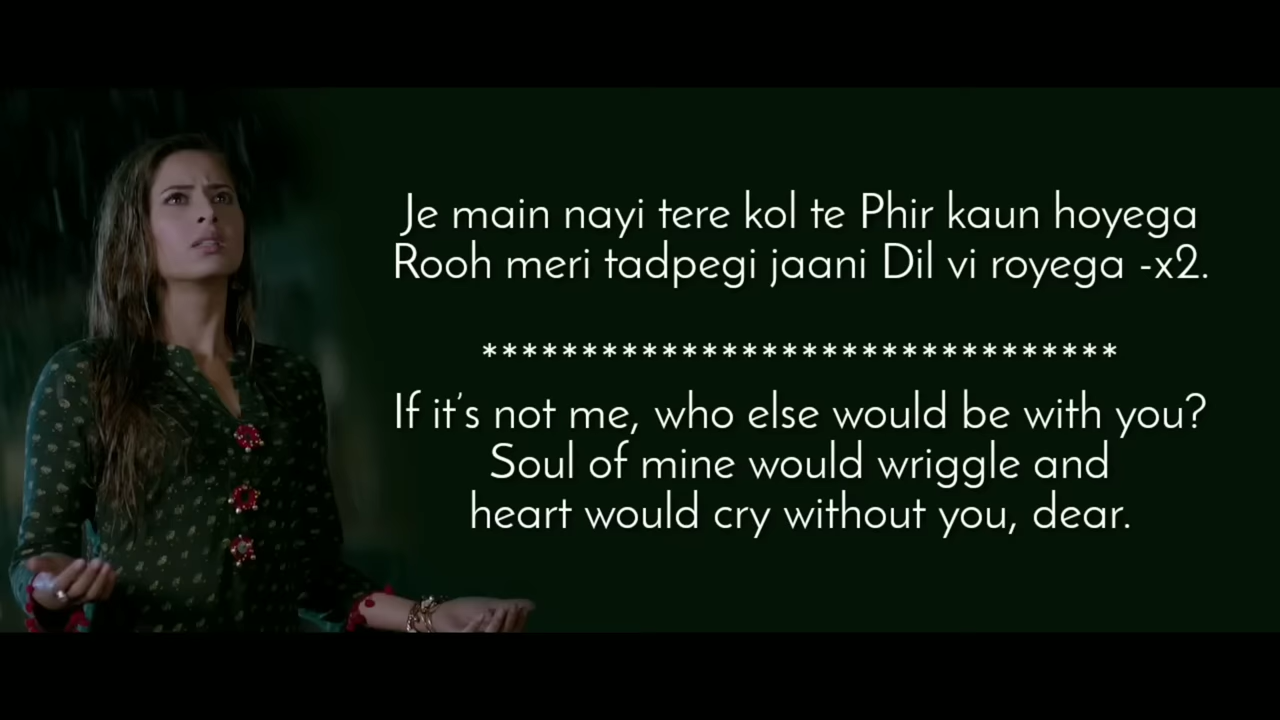 Je main nayi tere kol te Phir kaun hoyega
Rooh meri tadpegi jaani Dil vi royega -x2.
********************************
If it's not me, who else would be with you?
Soul of mine would wriggle and
heart would cry without you, dear.